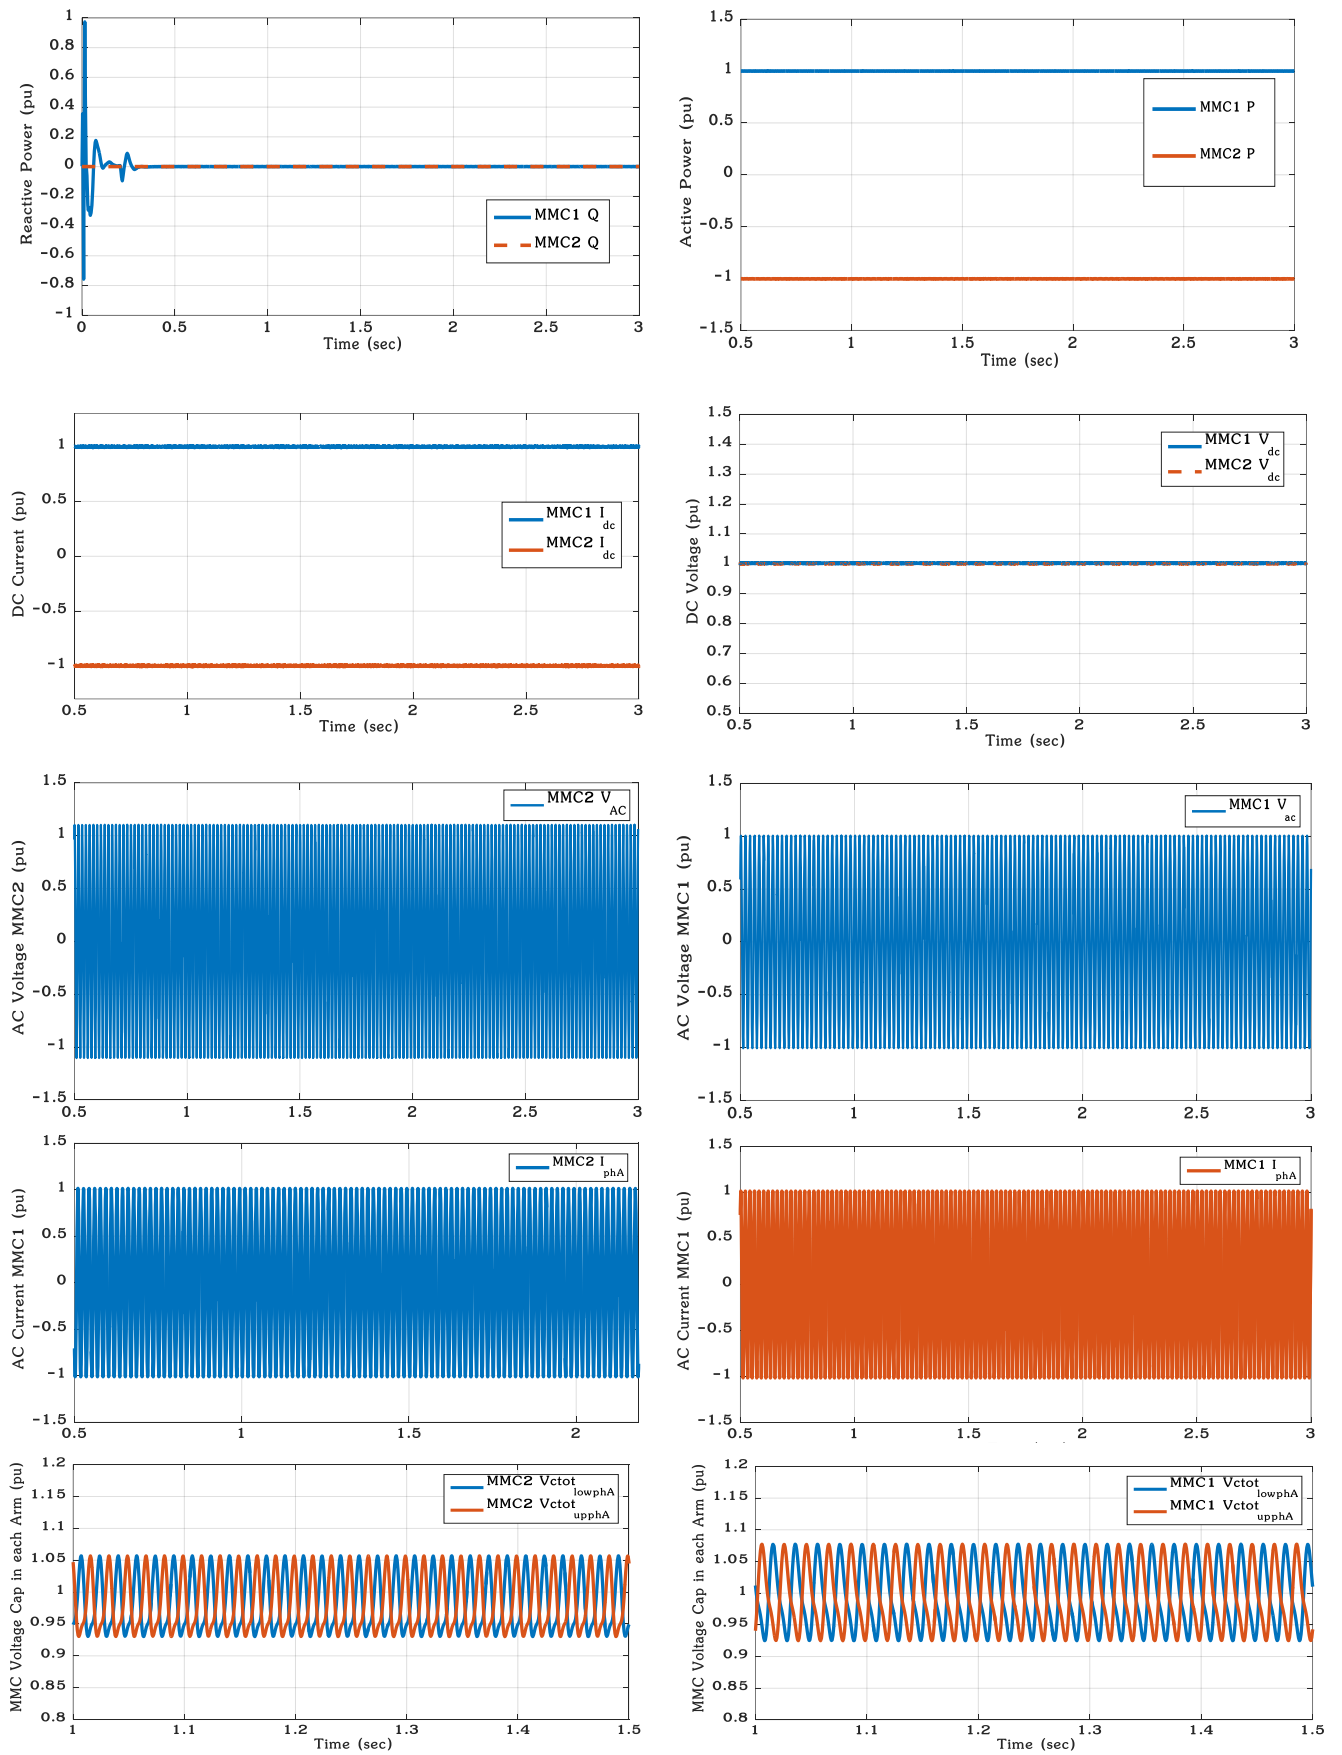 1
0.8
0.6
0.4
0.2
0
-0.2
-0.4
-0.6
-0.8
-1
Reactive Power (pu)
MMC1 Q
MMC2 Q
0 0.5 1 1.5 2 2.5 3
Time (sec)
1.5
1
0.5
0
-0.5
-1
-1.5
Active Power (pu)
MMC1 P
MMC2 P
0.5 1 1.5 2 2.5 3
Time (sec)
1
0.5
0
-0.5
-1
DC Current (pu)
MMC1 I dc
MMC2 I dc
0.5 1 1.5 2 2.5 3
Time (sec)
1.5
1.4
1.3
1.2
1.1
1
0.9
0.8
0.7
0.6
0.5
DC Voltage (pu)
MMC1 V dc
MMC2 V dc
0.5 1 1.5 2 2.5 3
Time (sec)
1.5
1
0.5
0
-0.5
-1
-1.5
AC Voltage MMC2 (pu)
MMC2 V AC
0.5 1 1.5 2 2.5 3
1.5
1
0.5
0
-0.5
-1
-1.5
AC Voltage MMC1 (pu)
MMC1 V ac
0.5 1 1.5 2 2.5 3
1.5
1
0.5
0
-0.5
-1
-1.5
AC Current MMC1 (pu)
MMC2 I phA
0.5 1 1.5 2
1.5
1
0.5
0
-0.5
-1
-1.5
AC Current MMC1 (pu)
MMC1 I phA
0.5 1 1.5 2 2.5 3
1.2
1.15
1.1
1.05
1
0.95
0.9
0.85
0.8
MMC Voltage Cap in each Arm (pu)
MMC2 Vctot lowphA
MMC2 Vctot upphA
1 1.1 1.2 1.3 1.4 1.5
Time (sec)
1.2
1.15
1.1
1.05
1
0.95
0.9
0.85
0.8
MMC Voltage Cap in each Arm (pu)
MMC1 Vctot lowphA
MMC1 Vctot upphA
1 1.1 1.2 1.3 1.4 1.5
Time (sec)